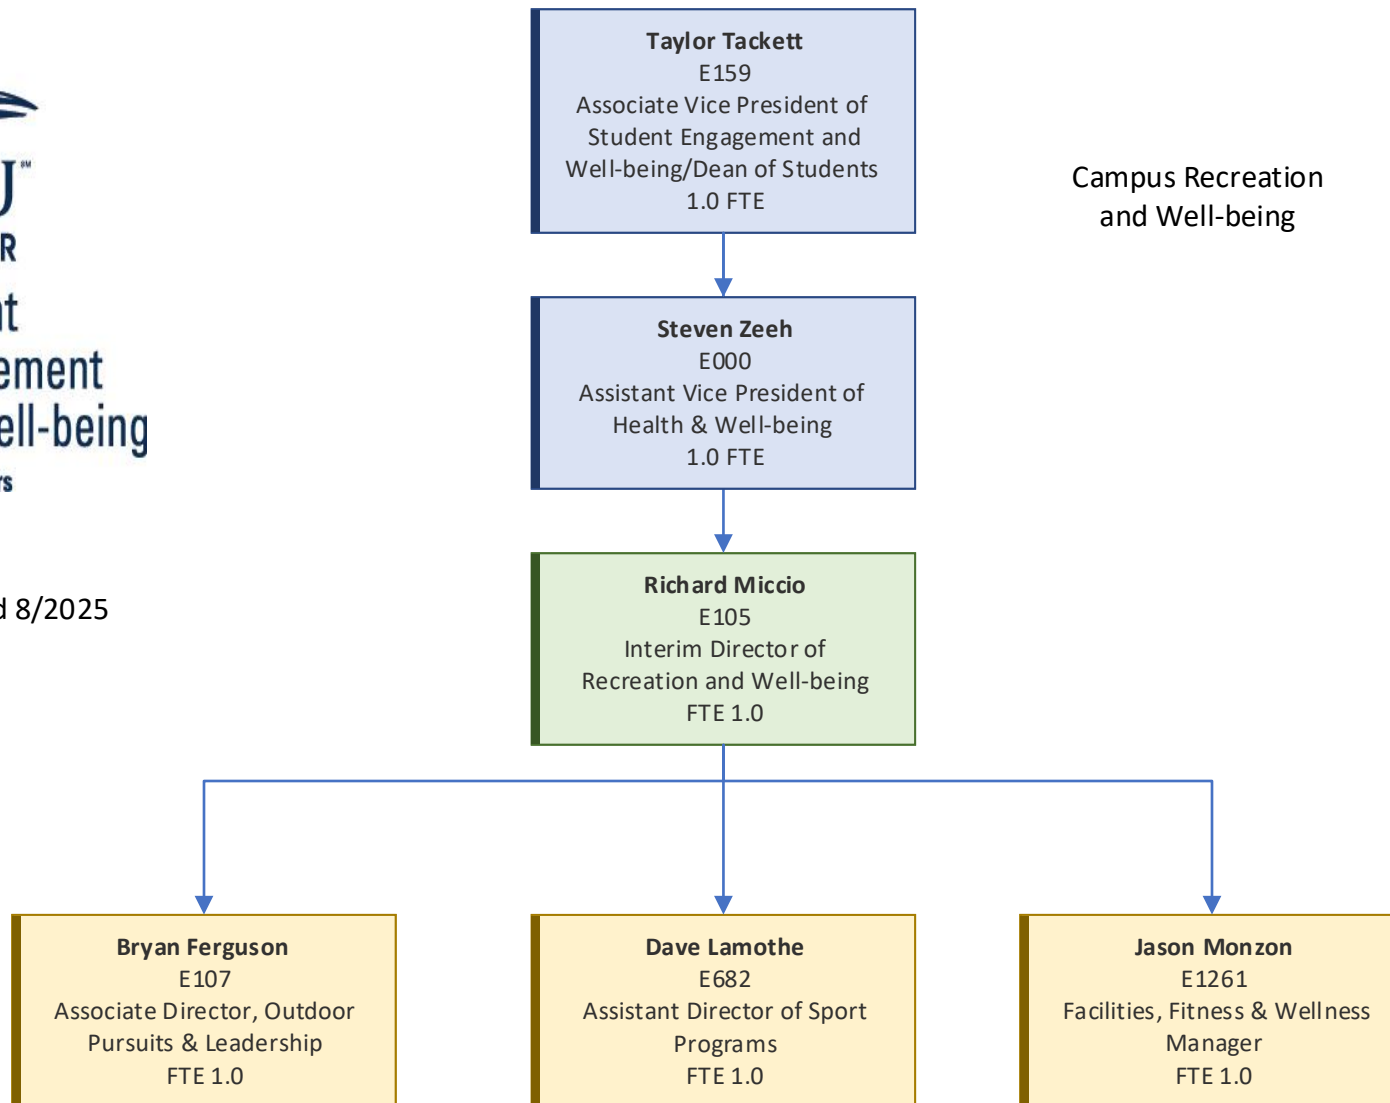 Taylor Tackett
E159
Associate Vice President of
Student Engagement and
Well-being/Dean of Students
1.0 FTE
Campus Recreation
and Well-being
Steven Zeeh
E000
Assistant Vice President of
Health & Well-being
1.0 FTE
ell-being
8/2025
Richard Miccio
E105
Interim Director of
Recreation and Well-being
FTE 1.0
Bryan Ferguson
E107
Associate Director, Outdoor
Pursuits & Leadership
FTE 1.0
Dave Lamothe
E682
Assistant Director of Sport
Programs
FTE 1.0
Jason Monzon
E1261
Facilities, Fitness & Wellness
Manager
FTE 1.0